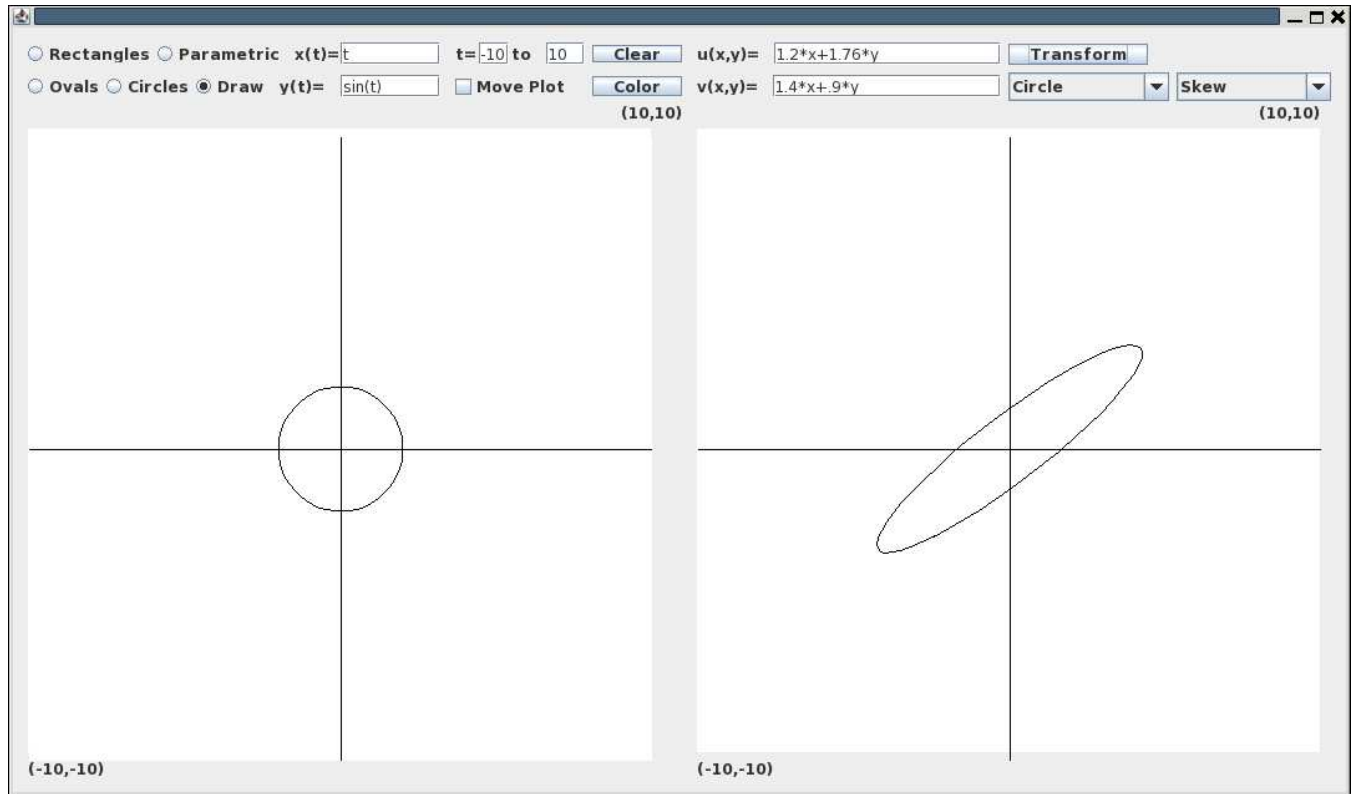 Rectangles Parametric x(t)= t t= -10 to 10 Clear u(x,y)= 1.2*x+1.76*y Transform
Ovals Circles Draw y(t)= sin(t) Move Plot Color v(x,y)= 1.4*x+.9*y Circle Skew
(10,10) (10,10)
(-10,-10) (-10,-10)